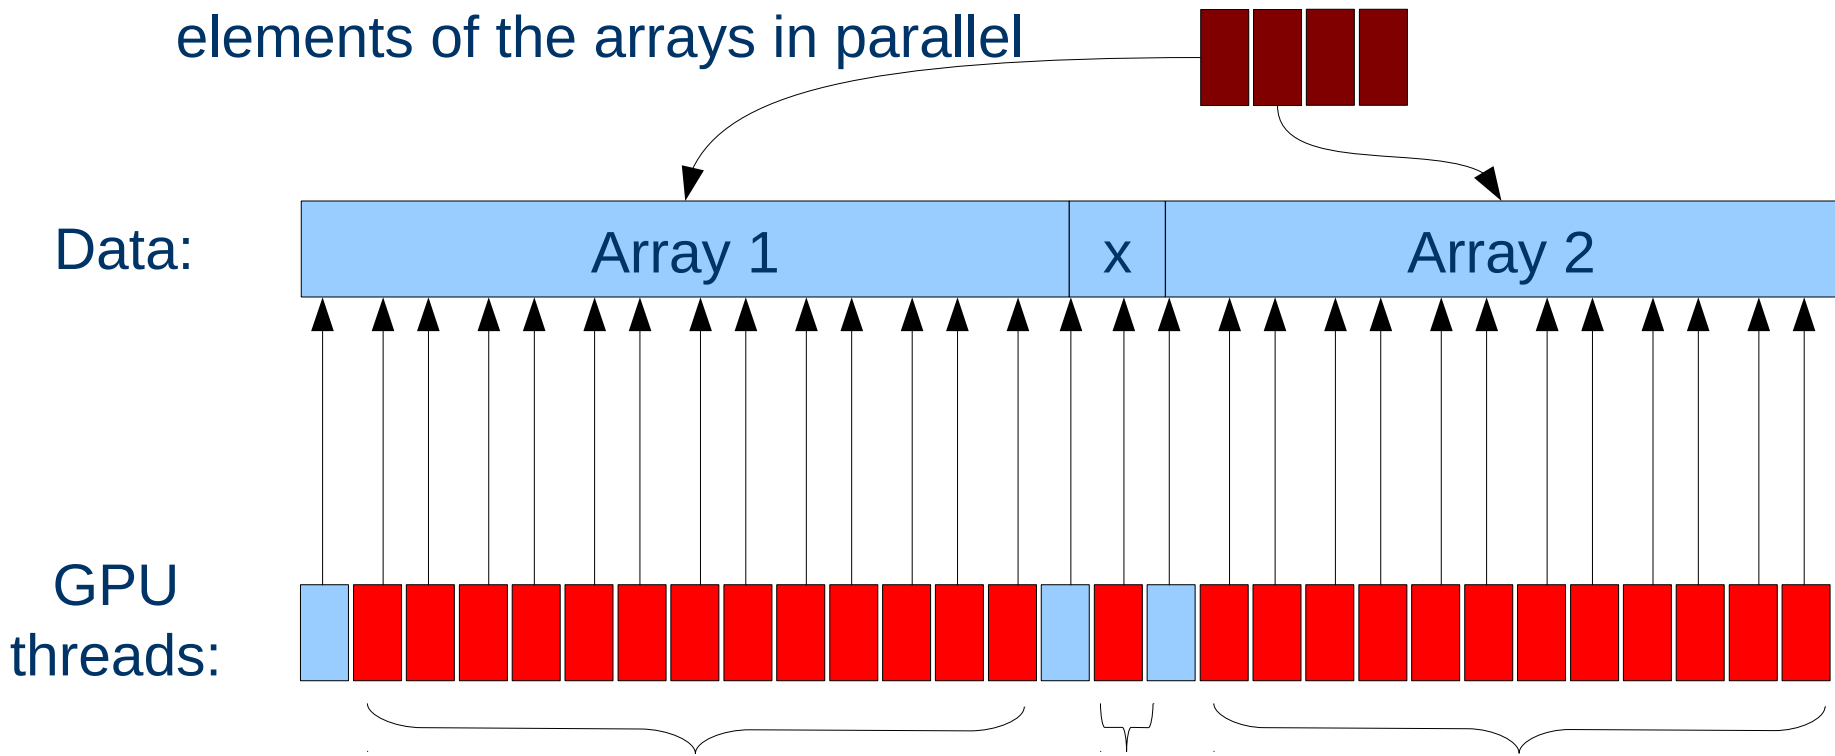 elements of the arrays in parallel
Data:
Array 1
x
Array 2
GPU
threads: